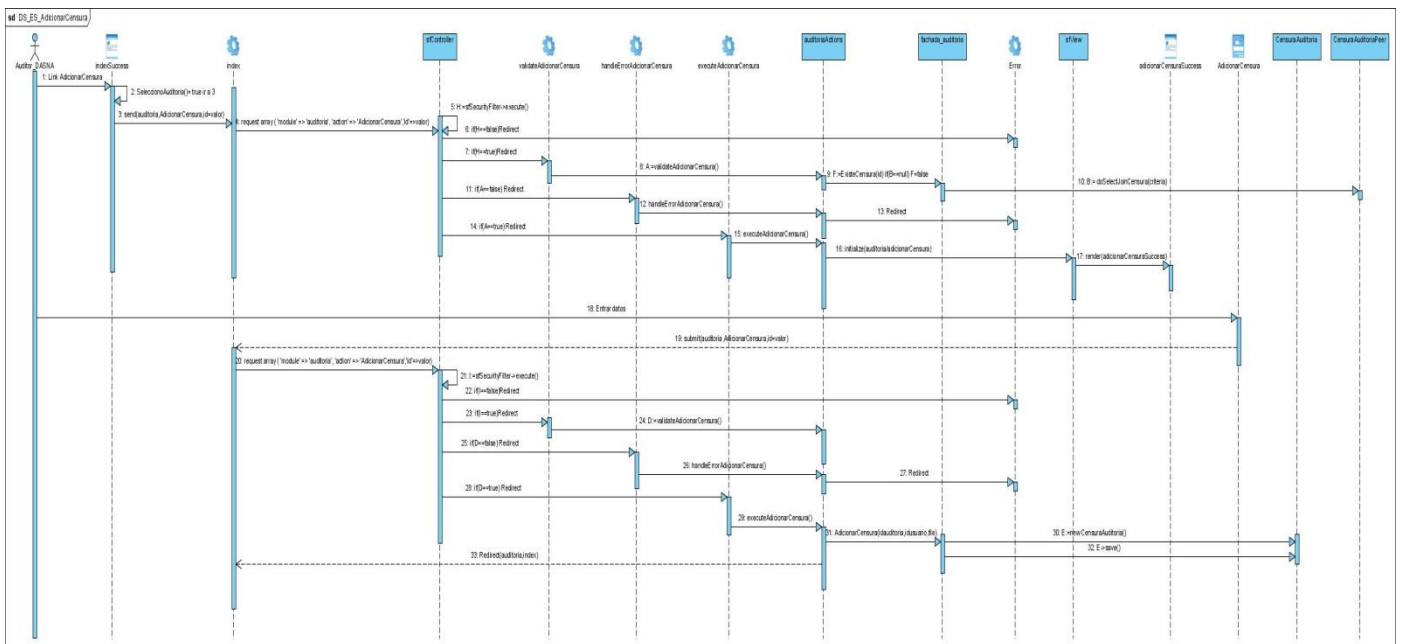 sd DS_ES_AdicionarCensura
Auditor_DASNA
indexSuccess
index
sfController
validateAdicionarCensura
handleErrorAdicionarCensura
executeAdicionarCensura
auditoriaActions
fachada_auditoria
Error
sfView
adicionarCensuraSuccess
AdicionarCensura
CensuraAuditoria
CensuraAuditoriaPeer
1: Link AdicionarCensura
2: SeleccionoAuditoria()= true ir a 3
3: send(auditoria,AdicionarCensura,id=valor)
4: request array ( 'module' => 'auditoria', 'action' => 'AdicionarCensura','id'=>valor)
5: H:=sfSecurityFilter->execute()
6: if(H==false)Redirect
7: if(H==true)Redirect
8: A:=validateAdicionarCensura()
9: F:=ExisteCensura(id) if(B==null) F=false
10: B:= doSelectJoinCensura(criteria)
11: if(A==false) Redirect
12: handleErrorAdicionarCensura()
13: Redirect
14: if(A==true)Redirect
15: executeAdicionarCensura()
16: initialize(auditoria/adicionarCensura)
17: render(adicionarCensuraSuccess)
18: Entrar datos
19: submit(auditoria,AdicionarCensura,id=valor)
20: request array ( 'module' => 'auditoria', 'action' => 'AdicionarCensura','id'=>valor)
21: I:=sfSecurityFilter->execute()
22: if(I==false)Redirect
23: if(I==true)Redirect
24: D:=validateAdicionarCensura()
25: if(D==false) Redirect
26: handleErrorAdicionarCensura()
27: Redirect
28: if(D==true) Redirect
29: executeAdicionarCensura()
31: AdicionarCensura(idauditoria,idusuario,file)
30: E:=newCensuraAuditoria()
32: E->save()
33: Redirect(auditoria,index)